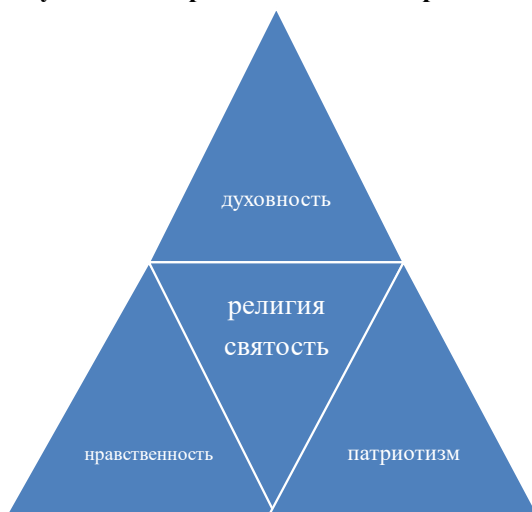 духовность
религия
святость
нравственность
патриотизм